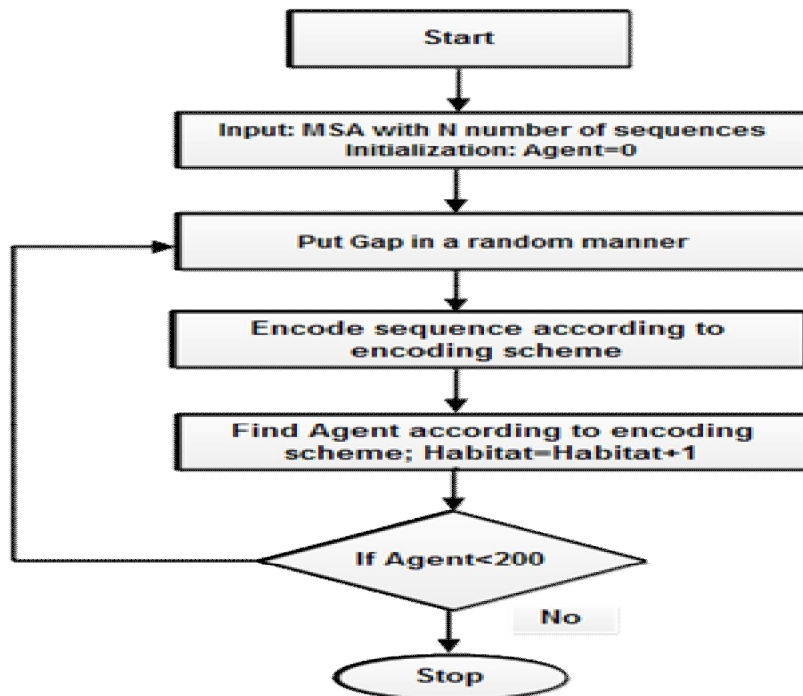 Start
Input: MSA with N number of sequences
Initialization: Agent=0
Put Gap in a random manner
Encode sequence according to
encoding scheme
Find Agent according to encoding
scheme; Habitat=Habitat+1
If Agent<200
No
Stop